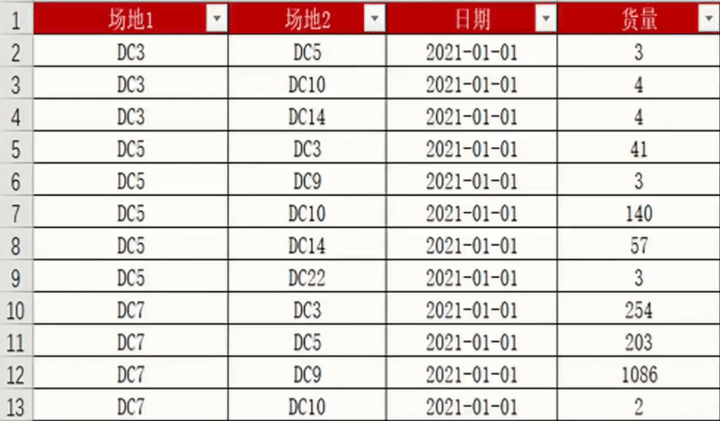 1 场地1 场地2 日期 货量
2 DC3 DC5 2021-01-01 3
3 DC3 DC10 2021-01-01 4
4 DC3 DC14 2021-01-01 4
5 DC5 DC3 2021-01-01 41
6 DC5 DC9 2021-01-01 3
7 DC5 DC10 2021-01-01 140
8 DC5 DC14 2021-01-01 57
9 DC5 DC22 2021-01-01 3
10 DC7 DC3 2021-01-01 254
11 DC7 DC5 2021-01-01 203
12 DC7 DC9 2021-01-01 1086
13 DC7 DC10 2021-01-01 2